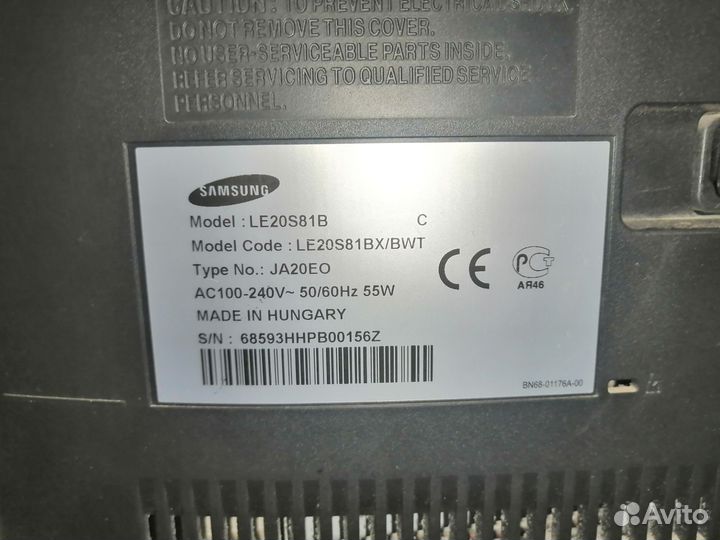 CAUTION: TO PREVENT ELECTRICAL SHOCK
DO NOT REMOVE THIS COVER.
NO USER-SERVICEABLE PARTS INSIDE.
REFER SERVICING TO QUALIFIED SERVICE
PERSONNEL.
SAMSUNG
Model : LE20S81B C
Model Code : LE20S81BX/BWT
Type No.: JA20EO
AC100-240V~ 50/60Hz 55W
MADE IN HUNGARY
S/N : 68593HHPB00156Z
CE
РСТ
АЯ46
BN68-01176A-00
Avito